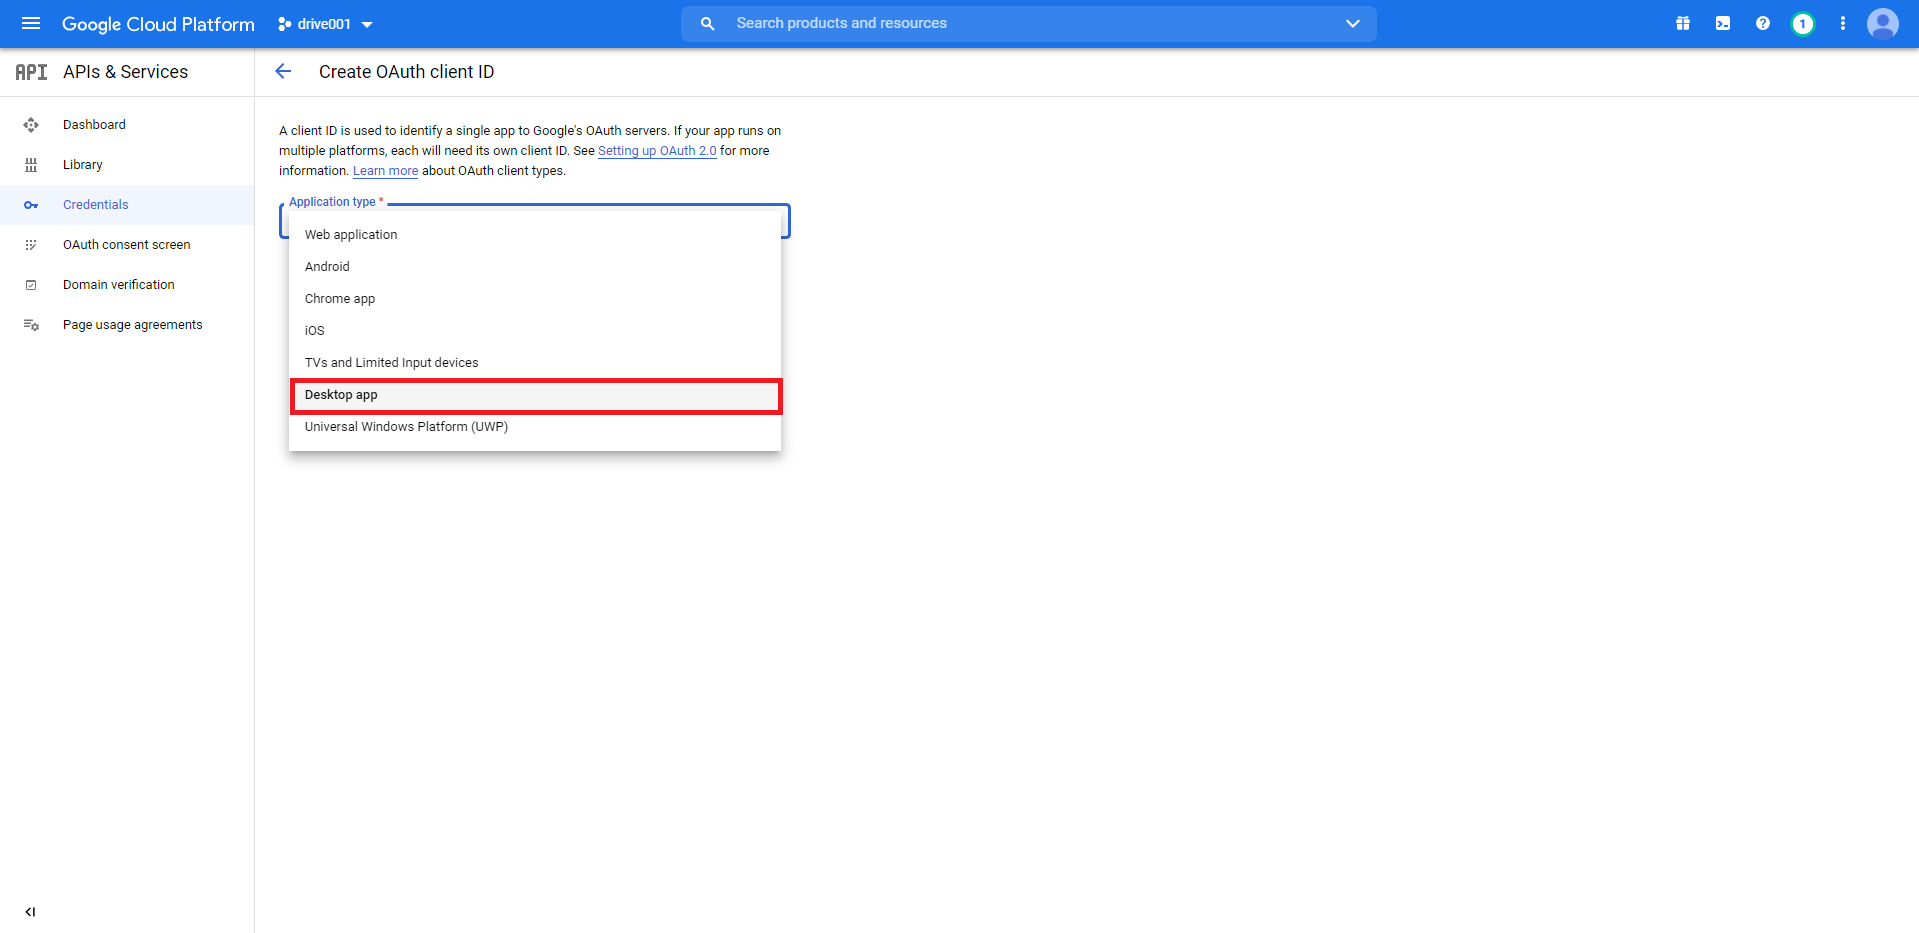 Google Cloud Platform
drive001
Search products and resources
1
API
APIs & Services
Create OAuth client ID
Dashboard
Library
Credentials
OAuth consent screen
Domain verification
Page usage agreements
A client ID is used to identify a single app to Google's OAuth servers. If your app runs on
multiple platforms, each will need its own client ID. See Setting up OAuth 2.0 for more
information. Learn more about OAuth client types.
Application type *
Web application
Android
Chrome app
iOS
TVs and Limited Input devices
Desktop app
Universal Windows Platform (UWP)